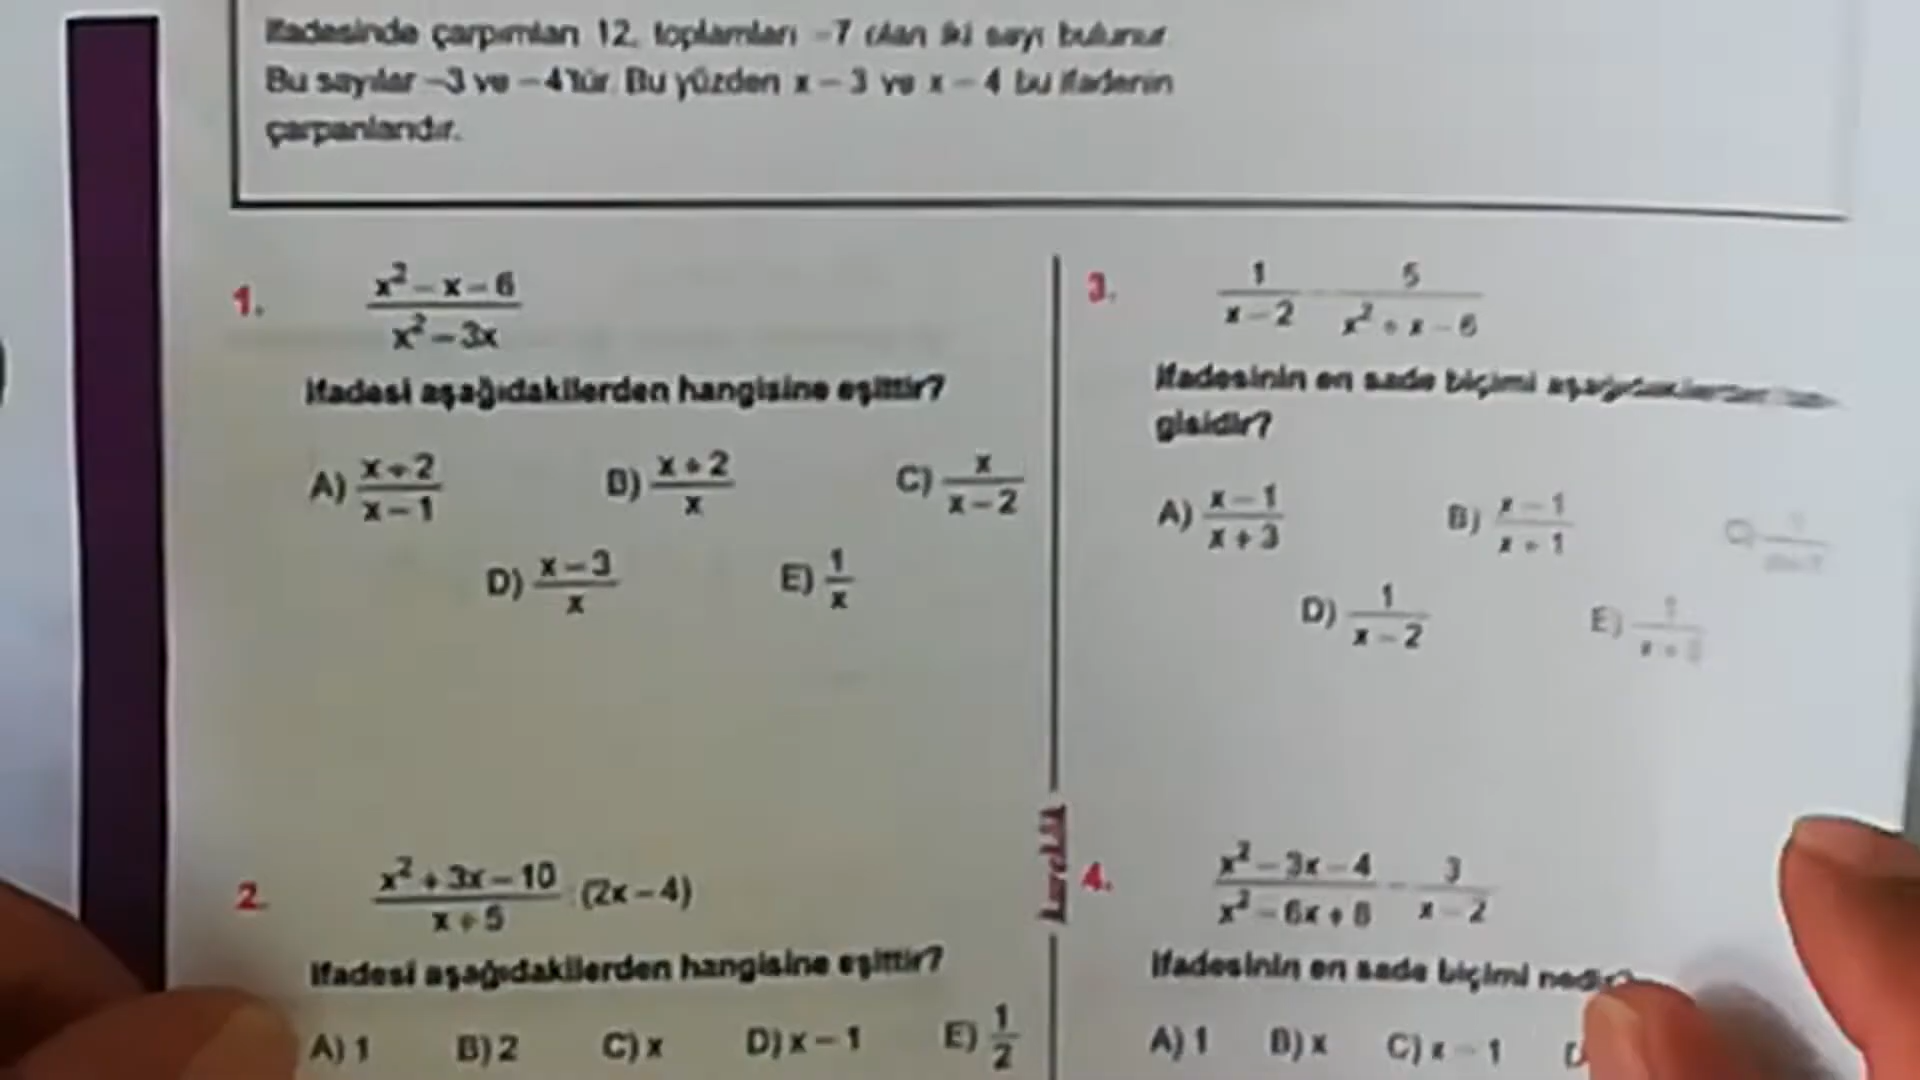 ifadesinde çarpımları 12, toplamları -7 olan iki sayı bulunur.
Bu sayılar -3 ve -4'tür. Bu yüzden x - 3 ve x - 4 bu ifadenin
çarpanlarıdır.
1. (x² - x - 6)/(x² - 3x)
ifadesi aşağıdakilerden hangisine eşittir?
A) (x + 2)/(x - 1) B) (x + 2)/x C) x/(x - 2)
D) (x - 3)/x E) 1/x
2. (x² + 3x - 10)/(x + 5) : (2x - 4)
ifadesi aşağıdakilerden hangisine eşittir?
A) 1 B) 2 C) x D) x - 1 E) 1/2
3. 1/(x - 2) - 5/(x² + x - 6)
ifadesinin en sade biçimi aşağıdakilerden han-
gisidir?
A) (x - 1)/(x + 3) B) (x - 1)/(x + 1) C)
D) 1/(x - 2) E)
4. (x² - 3x - 4)/(x² - 6x + 8) - 3/(x - 2)
ifadesinin en sade biçimi nedir?
A) 1 B) x C) x - 1